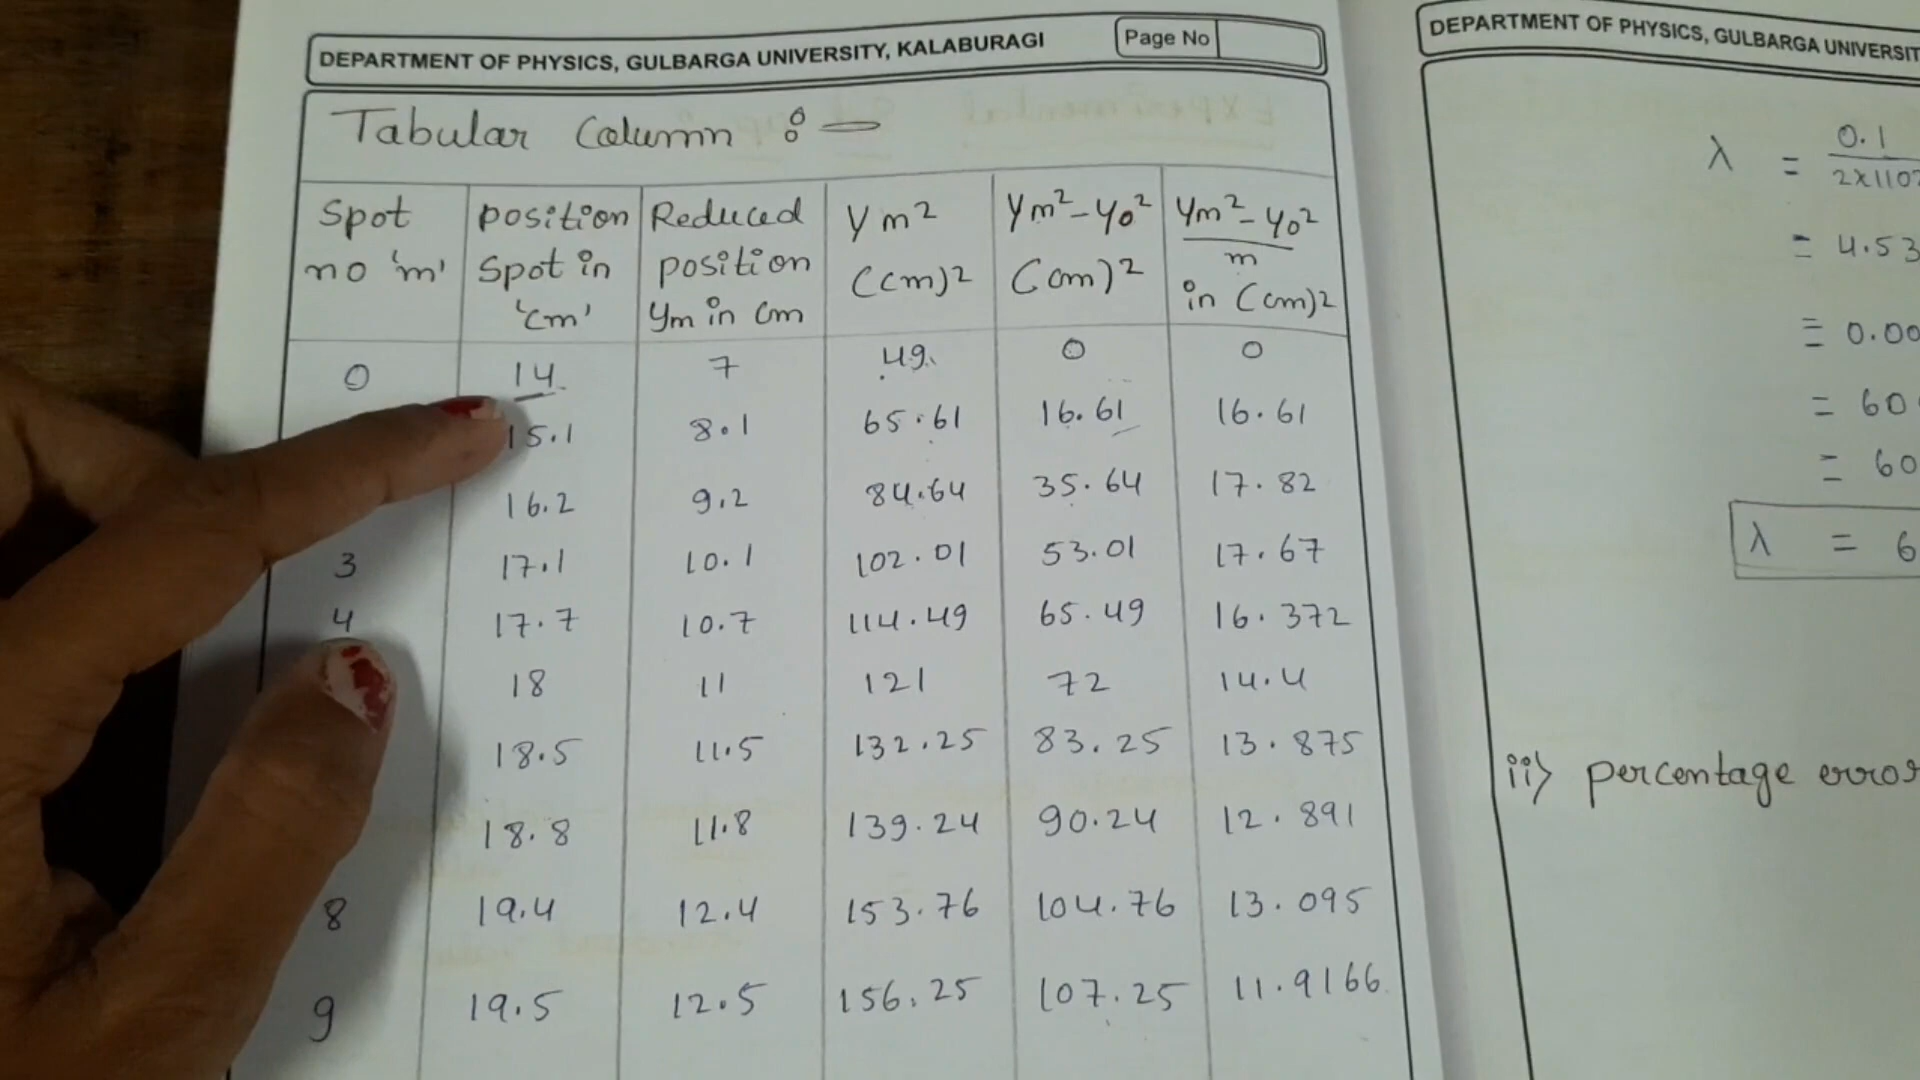 DEPARTMENT OF PHYSICS, GULBARGA UNIVERSITY, KALABURAGI
Page No
Tabular Column :-
Spot no 'm' | position Spot in 'cm' | Reduced position Ym in cm | Ym2 (cm)2 | Ym2-Yo2 (cm)2 | Ym2-Yo2 / m in (cm)2
0 14 7 49 0 0
15.1 8.1 65.61 16.61 16.61
16.2 9.2 84.64 35.64 17.82
3 17.1 10.1 102.01 53.01 17.67
4 17.7 10.7 114.49 65.49 16.372
18 11 121 72 14.4
18.5 11.5 132.25 83.25 13.875
18.8 11.8 139.24 90.24 12.891
8 19.4 12.4 153.76 104.76 13.095
9 19.5 12.5 156.25 107.25 11.9166
DEPARTMENT OF PHYSICS, GULBARGA
λ = 0.1
= 4.53
= 0.00
= 60
= 60
λ = 6
ii) percentage